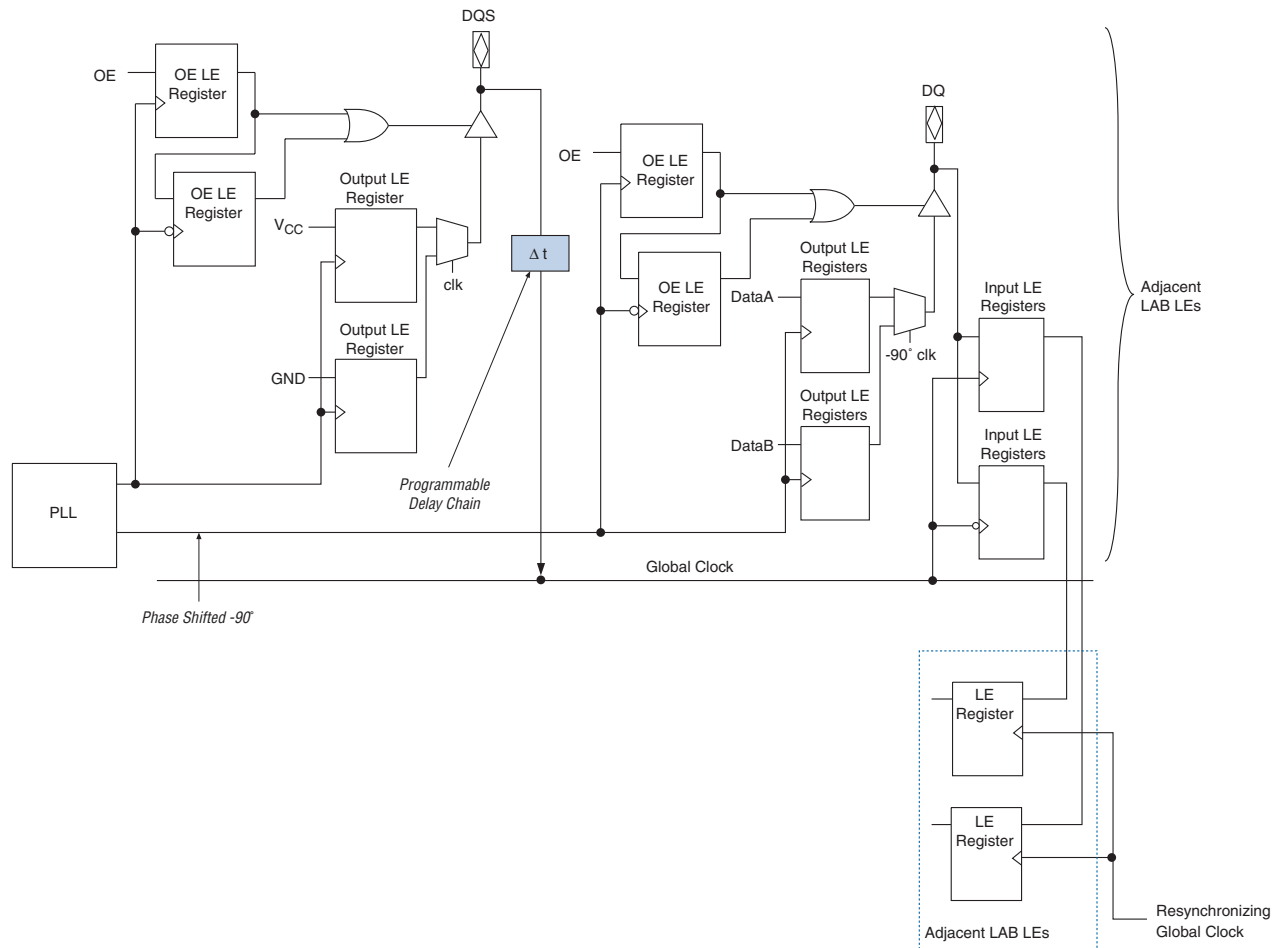 DQS
OE
OE LE
Register
OE LE
Register
Output LE
Register
VCC
clk
Output LE
Register
GND
Δ t
Programmable
Delay Chain
PLL
Phase Shifted -90°
Global Clock
DQ
OE
OE LE
Register
OE LE
Register
Output LE
Registers
DataA
-90° clk
Output LE
Registers
DataB
Input LE
Registers
Input LE
Registers
Adjacent
LAB LEs
LE
Register
LE
Register
Adjacent LAB LEs
Resynchronizing
Global Clock